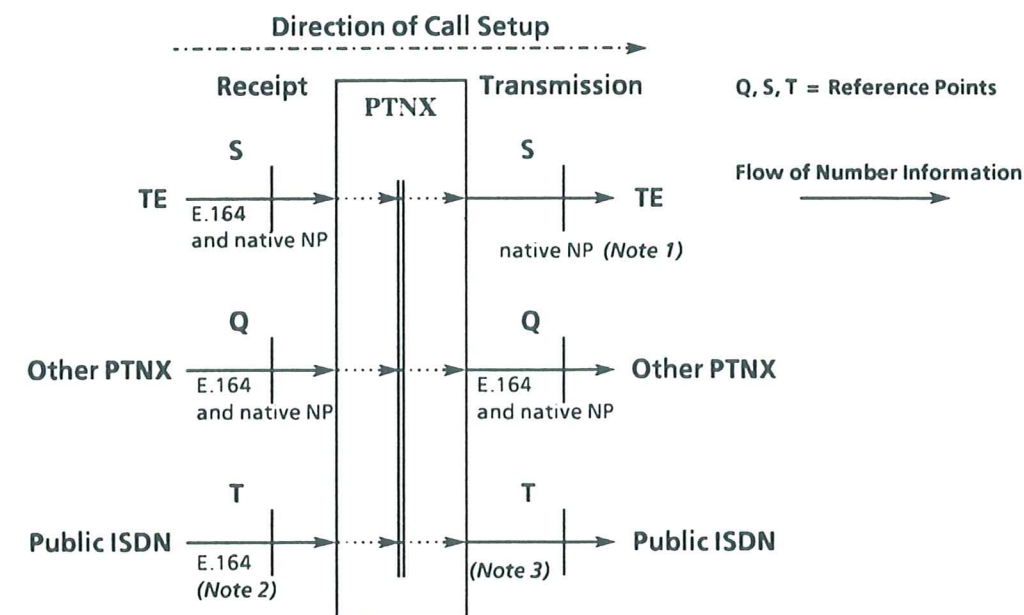 Direction of Call Setup
Receipt
PTNX
Transmission
Q, S, T = Reference Points
S
S
Flow of Number Information
TE
TE
E.164
and native NP
native NP (Note 1)
Q
Q
Other PTNX
Other PTNX
E.164
and native NP
E.164
and native NP
T
T
Public ISDN
Public ISDN
E.164
(Note 2)
(Note 3)